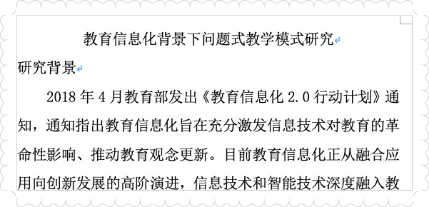 教育信息化背景下问题式教学模式研究
研究背景
2018 年 4 月教育部发出《教育信息化 2.0 行动计划》通
知，通知指出教育信息化旨在充分激发信息技术对教育的革
命性影响、推动教育观念更新。目前教育信息化正从融合应
用向创新发展的高阶演进，信息技术和智能技术深度融入教